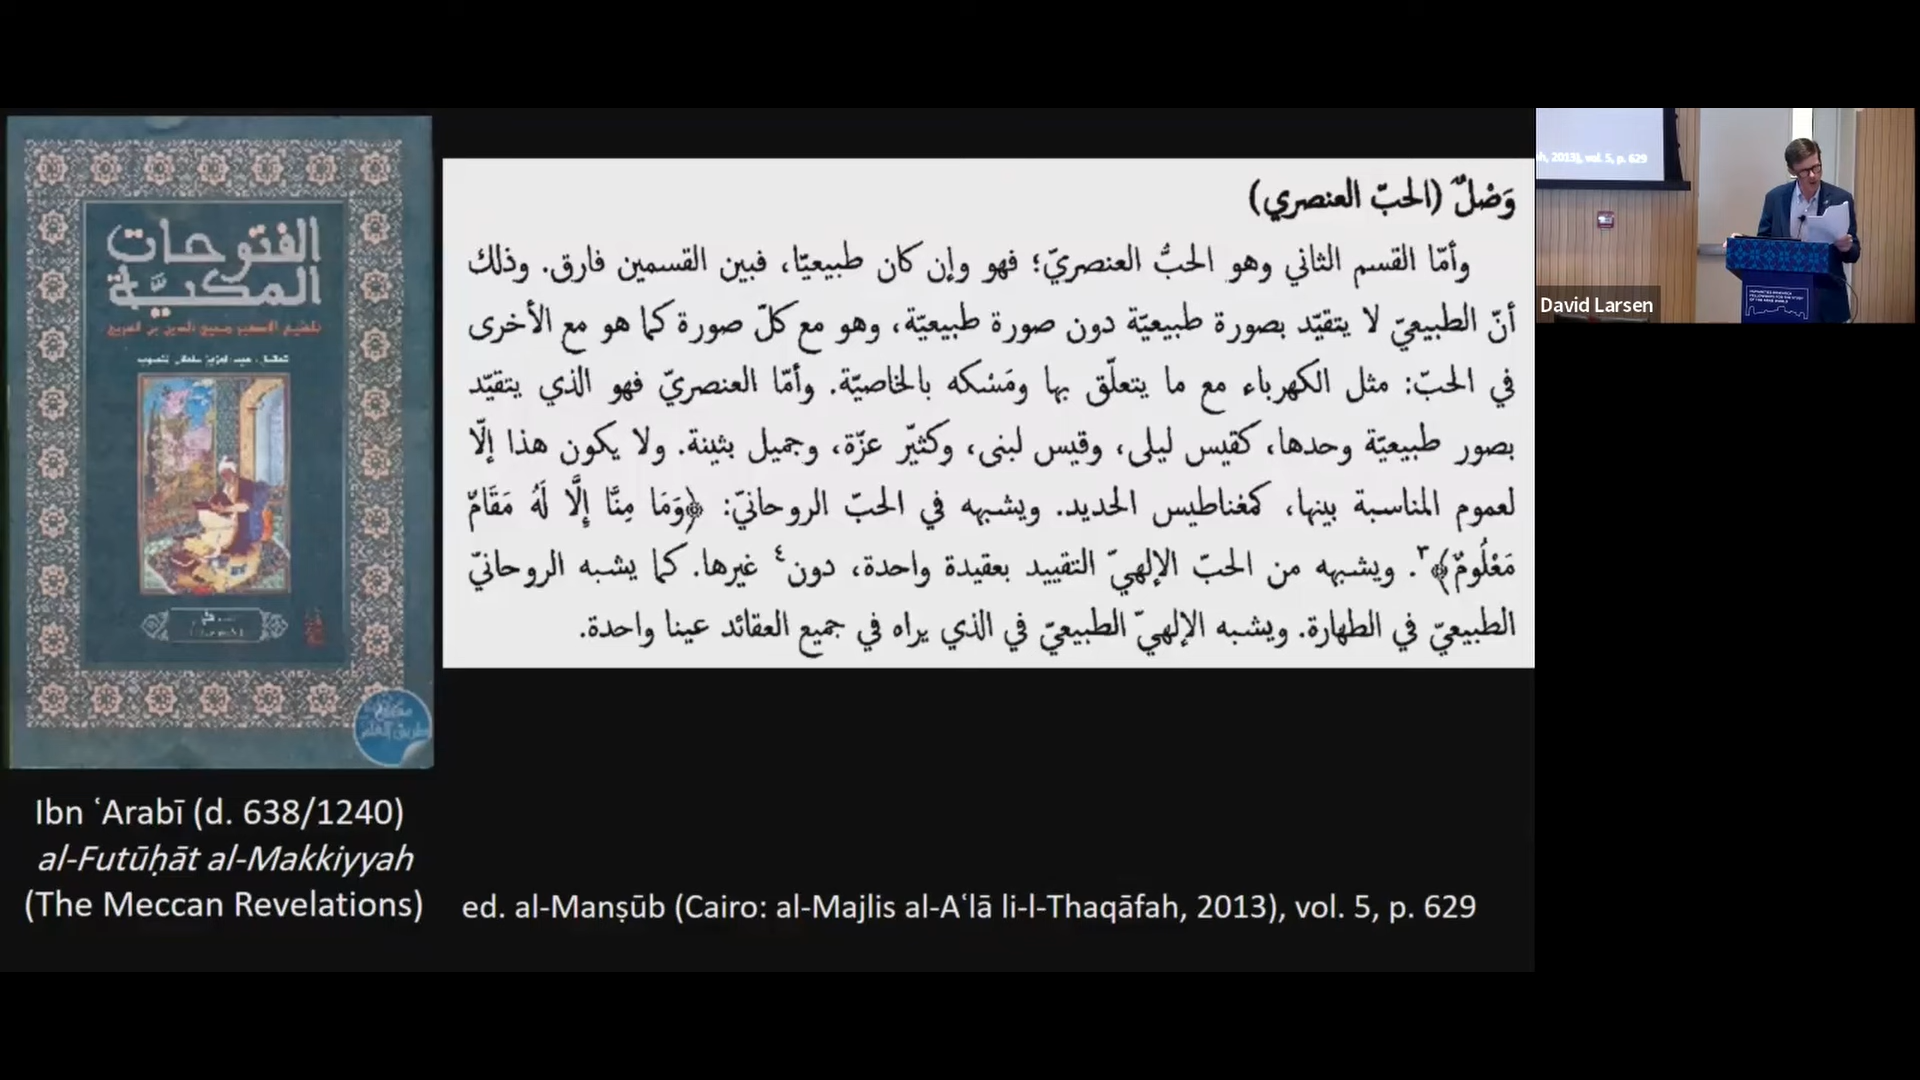 الفتوحات
المكية
وَصْلٌ (الحبّ العنصري)
وأمّا القسم الثاني وهو الحبُّ العنصريّ؛ فهو وإن كان طبيعيّا، فبين القسمين فارق. وذلك
أنّ الطبيعيّ لا يتقيّد بصورة طبيعيّة دون صورة طبيعيّة، وهو مع كلّ صورة كما هو مع الأخرى
في الحبّ: مثل الكهرباء مع ما يتعلّق بها ومَسْكه بالخاصيّة. وأمّا العنصريّ فهو الذي يتقيّد
بصور طبيعيّة وحدها، كقيس ليلى، وقيس لبنى، وكثيّر عزّة، وجميل بثينة. ولا يكون هذا إلّا
لعموم المناسبة بينها، كمغناطيس الحديد. ويشبهه في الحبّ الروحانيّ: ﴿وَمَا مِنَّا إِلَّا لَهُ مَقَامٌ
مَعْلُومٌ﴾٣. ويشبهه من الحبّ الإلهيّ التقييد بعقيدة واحدة، دون٤ غيرها. كما يشبه الروحانيّ
الطبيعيّ في الطهارة. ويشبه الإلهيّ الطبيعيّ في الذي يراه في جميع العقائد عينا واحدة.
Ibn ʿArabī (d. 638/1240)
al-Futūḥāt al-Makkiyyah
(The Meccan Revelations)
ed. al-Manṣūb (Cairo: al-Majlis al-Aʿlā li-l-Thaqāfah, 2013), vol. 5, p. 629
h, 2013), vol. 5, p. 629
David Larsen